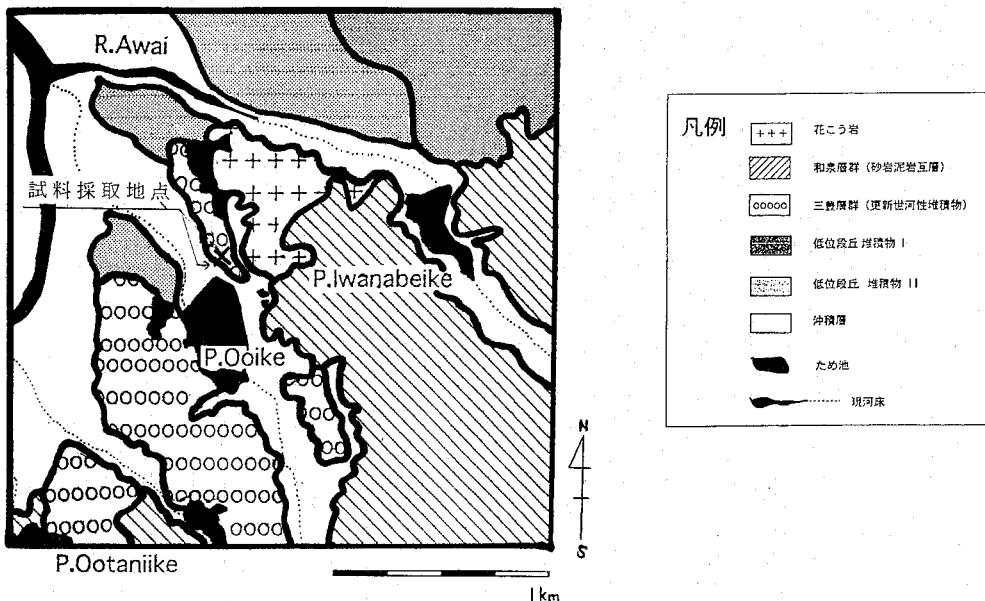 R.Awai
試料採取地点
P.Iwanabeike
P.Ooike
P.Ootaniike
N
S
1km
凡例
花こう岩
和泉層群（砂岩泥岩互層）
三豊層群（更新世河性堆積物）
低位段丘 堆積物 I
低位段丘 堆積物 II
沖積層
ため池
現河床